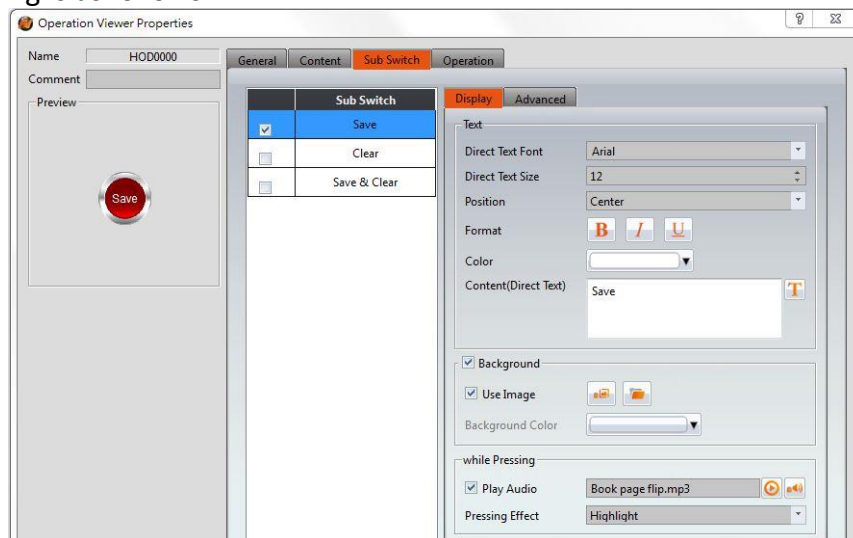 Operation Viewer Properties
Name HOD0000
Comment
General Content Sub Switch Operation
Preview
Save
Sub Switch
Save
Clear
Save & Clear
Display Advanced
Text
Direct Text Font Arial
Direct Text Size 12
Position Center
Format B I U
Color
Content(Direct Text) Save T
Background
Use Image
Background Color
while Pressing
Play Audio Book page flip.mp3
Pressing Effect Highlight